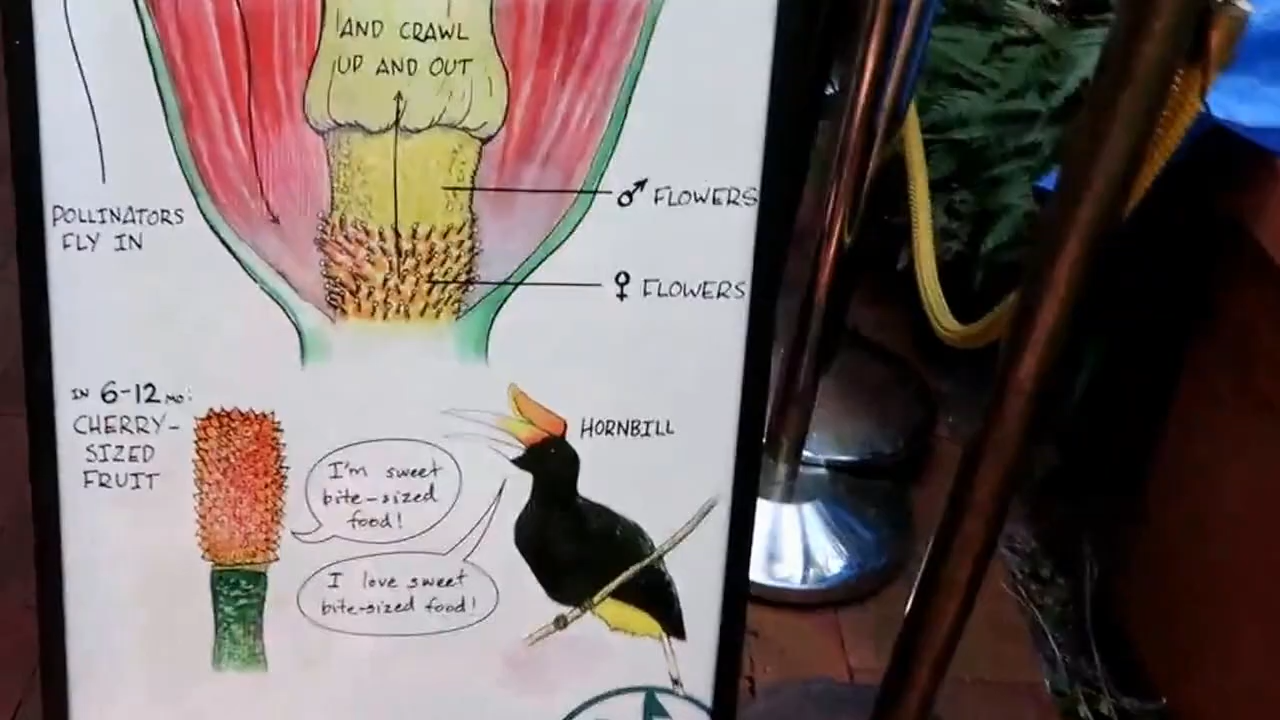 AND CRAWL
UP AND OUT
POLLINATORS
FLY IN
♂ FLOWERS
♀ FLOWERS
IN 6-12 MO:
CHERRY-
SIZED
FRUIT
HORNBILL
I'm sweet
bite-sized
food!
I love sweet
bite-sized food!